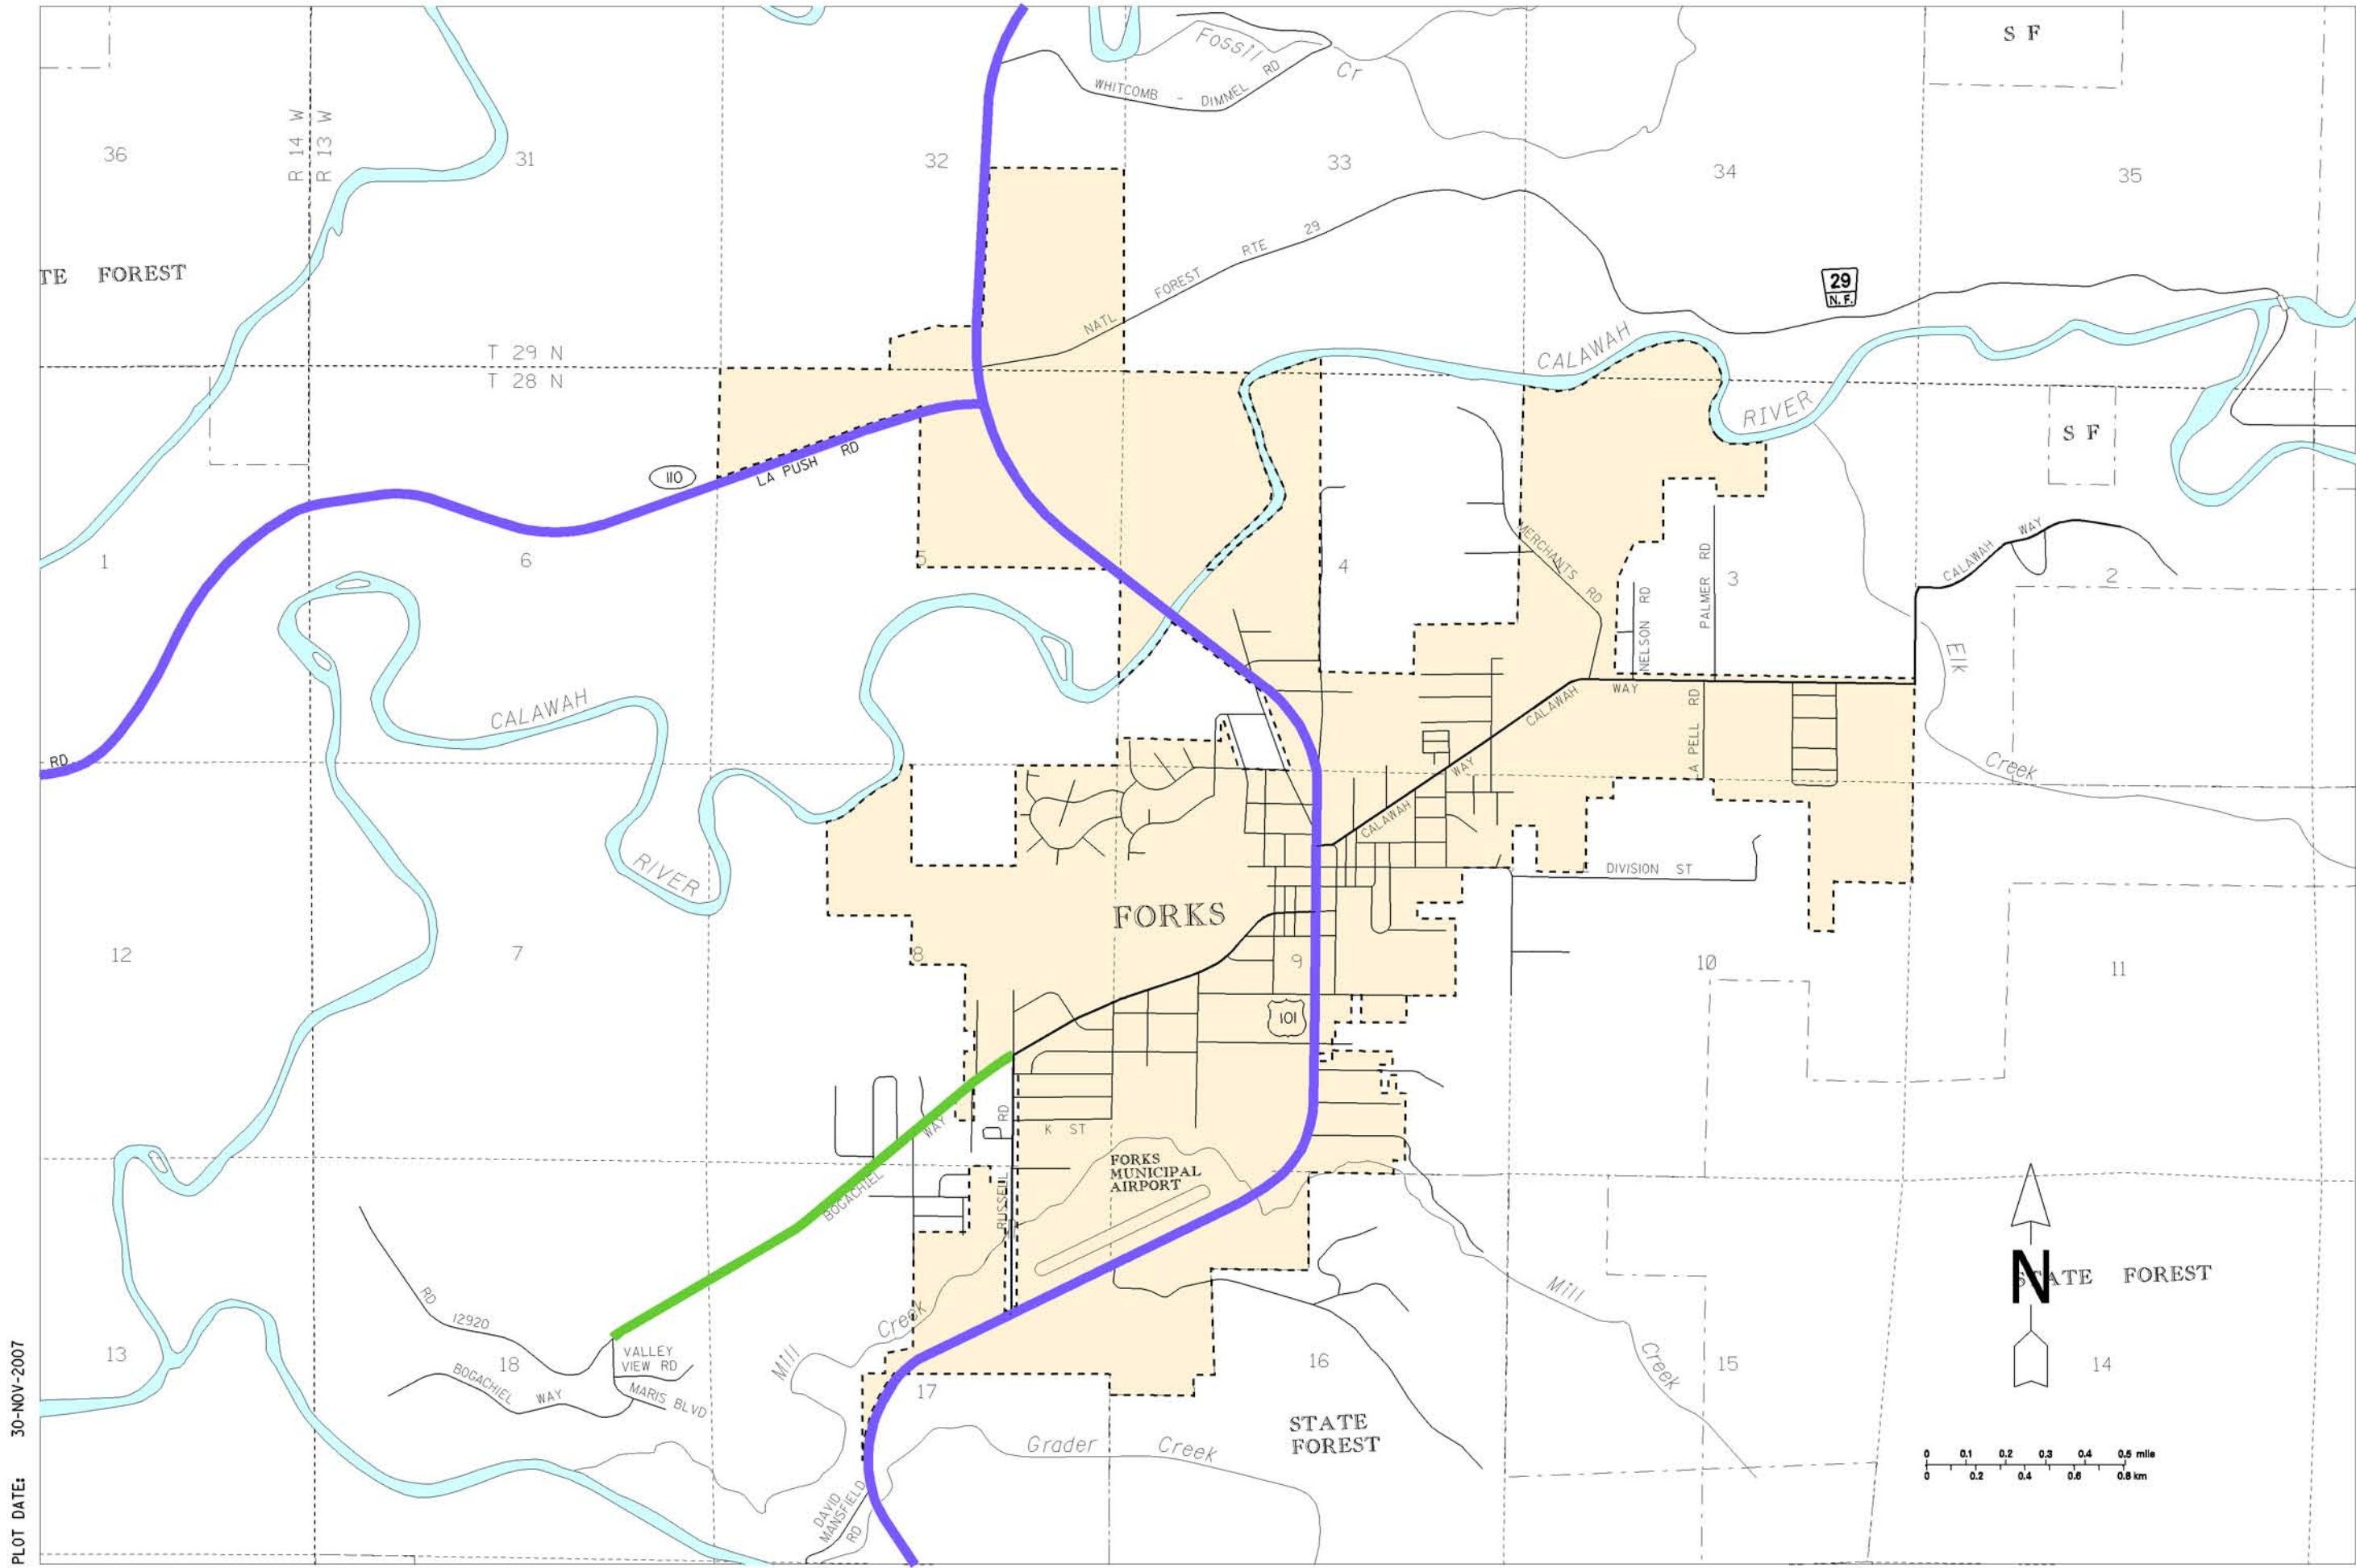 S F
Fossil
Cr
WHITCOMB - DIMMEL RD
36
R 14 W
R 13 W
31
32
33
34
35
TE FOREST
NATL FOREST RTE 29
29
N. F.
T 29 N
T 28 N
CALAWAH
RIVER
S F
110
LA PUSH RD
1
6
5
4
MERCHANTS RD
NELSON RD
PALMER RD
3
CALAWAH WAY
2
Elk
Creek
CALAWAH
RIVER
RD
CALAWAH WAY
CALAWAH WAY
A PELL RD
DIVISION ST
FORKS
12
7
8
9
10
11
101
K ST
WAY
BOGACHIEL
RUSSELL
RD
FORKS
MUNICIPAL
AIRPORT
N
STATE FOREST
Mill
Creek
RD 12920
VALLEY
VIEW RD
BOGACHIEL WAY
MARIS BLVD
Mill
Creek
13
18
17
16
15
14
STATE
FOREST
Grader Creek
DAVID
MANSFIELD
RD
0 0.1 0.2 0.3 0.4 0.5 mile
0 0.2 0.4 0.6 0.8 km
PLOT DATE: 30-NOV-2007